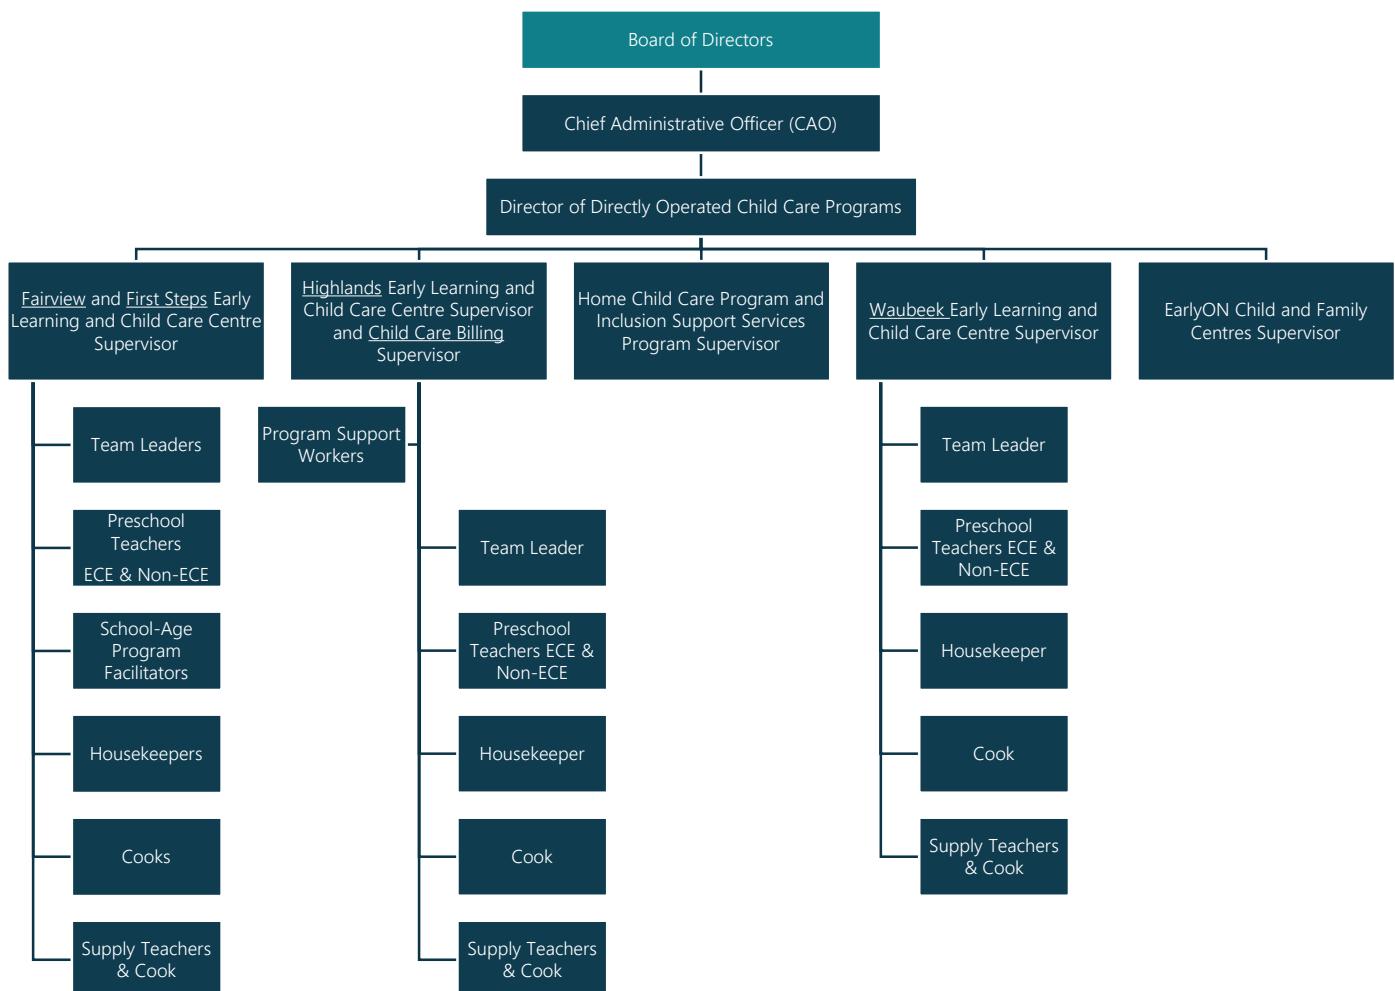 Board of Directors
Chief Administrative Officer (CAO)
Director of Directly Operated Child Care Programs
Fairview and First Steps Early
Learning and Child Care Centre
Supervisor
Highlands Early Learning and
Child Care Centre Supervisor
and Child Care Billing
Supervisor
Home Child Care Program and
Inclusion Support Services
Program Supervisor
Waubeek Early Learning and
Child Care Centre Supervisor
EarlyON Child and Family
Centres Supervisor
Team Leaders
Preschool
Teachers
ECE & Non-ECE
School-Age
Program
Facilitators
Housekeepers
Cooks
Supply Teachers
& Cook
Program Support
Workers
Team Leader
Preschool
Teachers ECE &
Non-ECE
Housekeeper
Cook
Supply Teachers
& Cook
Team Leader
Preschool
Teachers ECE &
Non-ECE
Housekeeper
Cook
Supply Teachers
& Cook